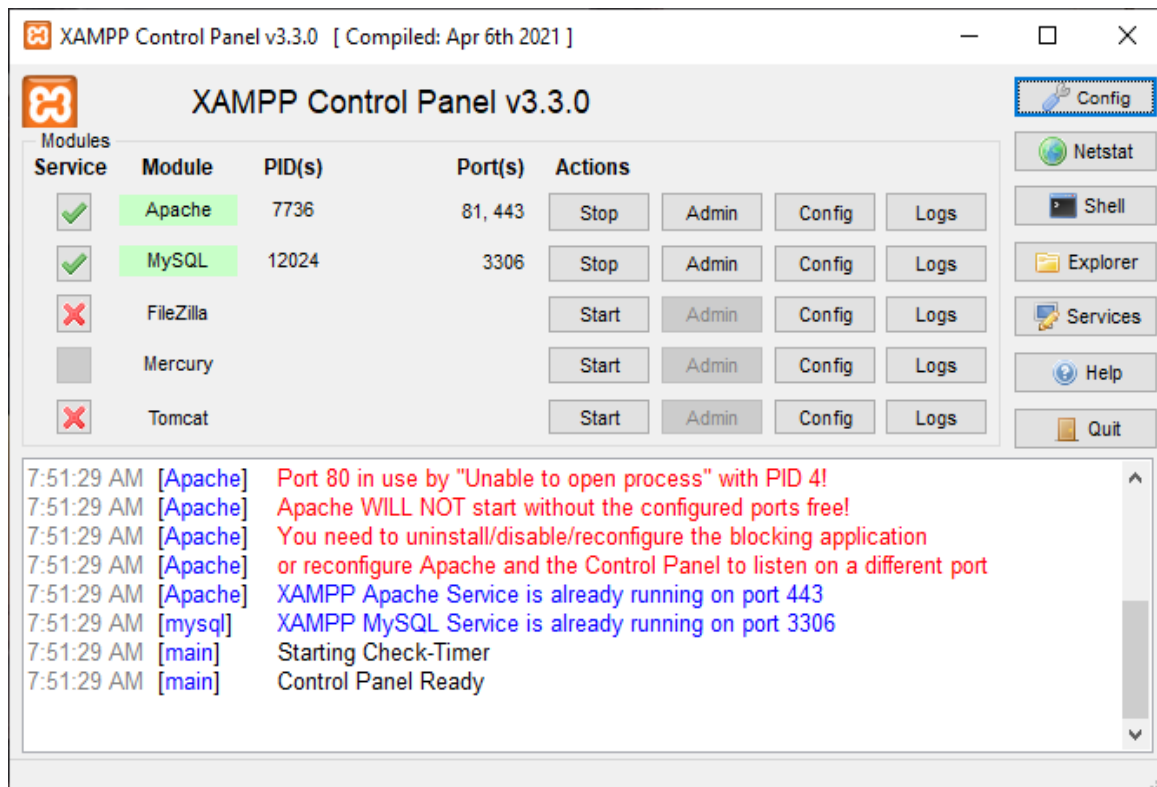 XAMPP Control Panel v3.3.0 [ Compiled: Apr 6th 2021 ]
XAMPP Control Panel v3.3.0
Config
Modules
Netstat
Service Module PID(s) Port(s) Actions
Apache 7736 81, 443 Stop Admin Config Logs
Shell
MySQL 12024 3306 Stop Admin Config Logs
Explorer
FileZilla Start Admin Config Logs
Services
Mercury Start Admin Config Logs
Help
Tomcat Start Admin Config Logs
Quit
7:51:29 AM [Apache] Port 80 in use by "Unable to open process" with PID 4!
7:51:29 AM [Apache] Apache WILL NOT start without the configured ports free!
7:51:29 AM [Apache] You need to uninstall/disable/reconfigure the blocking application
7:51:29 AM [Apache] or reconfigure Apache and the Control Panel to listen on a different port
7:51:29 AM [Apache] XAMPP Apache Service is already running on port 443
7:51:29 AM [mysql] XAMPP MySQL Service is already running on port 3306
7:51:29 AM [main] Starting Check-Timer
7:51:29 AM [main] Control Panel Ready